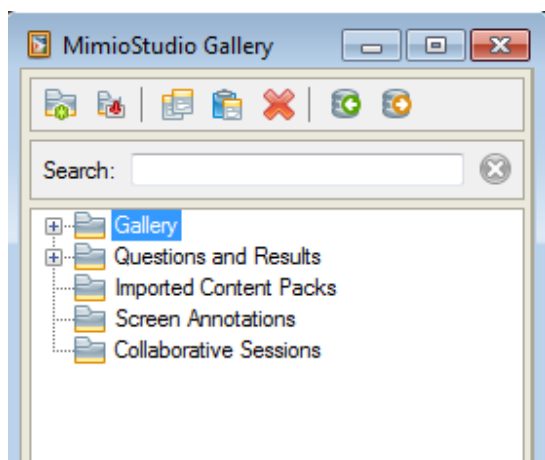 MimioStudio Gallery
Search:
Gallery
Questions and Results
Imported Content Packs
Screen Annotations
Collaborative Sessions